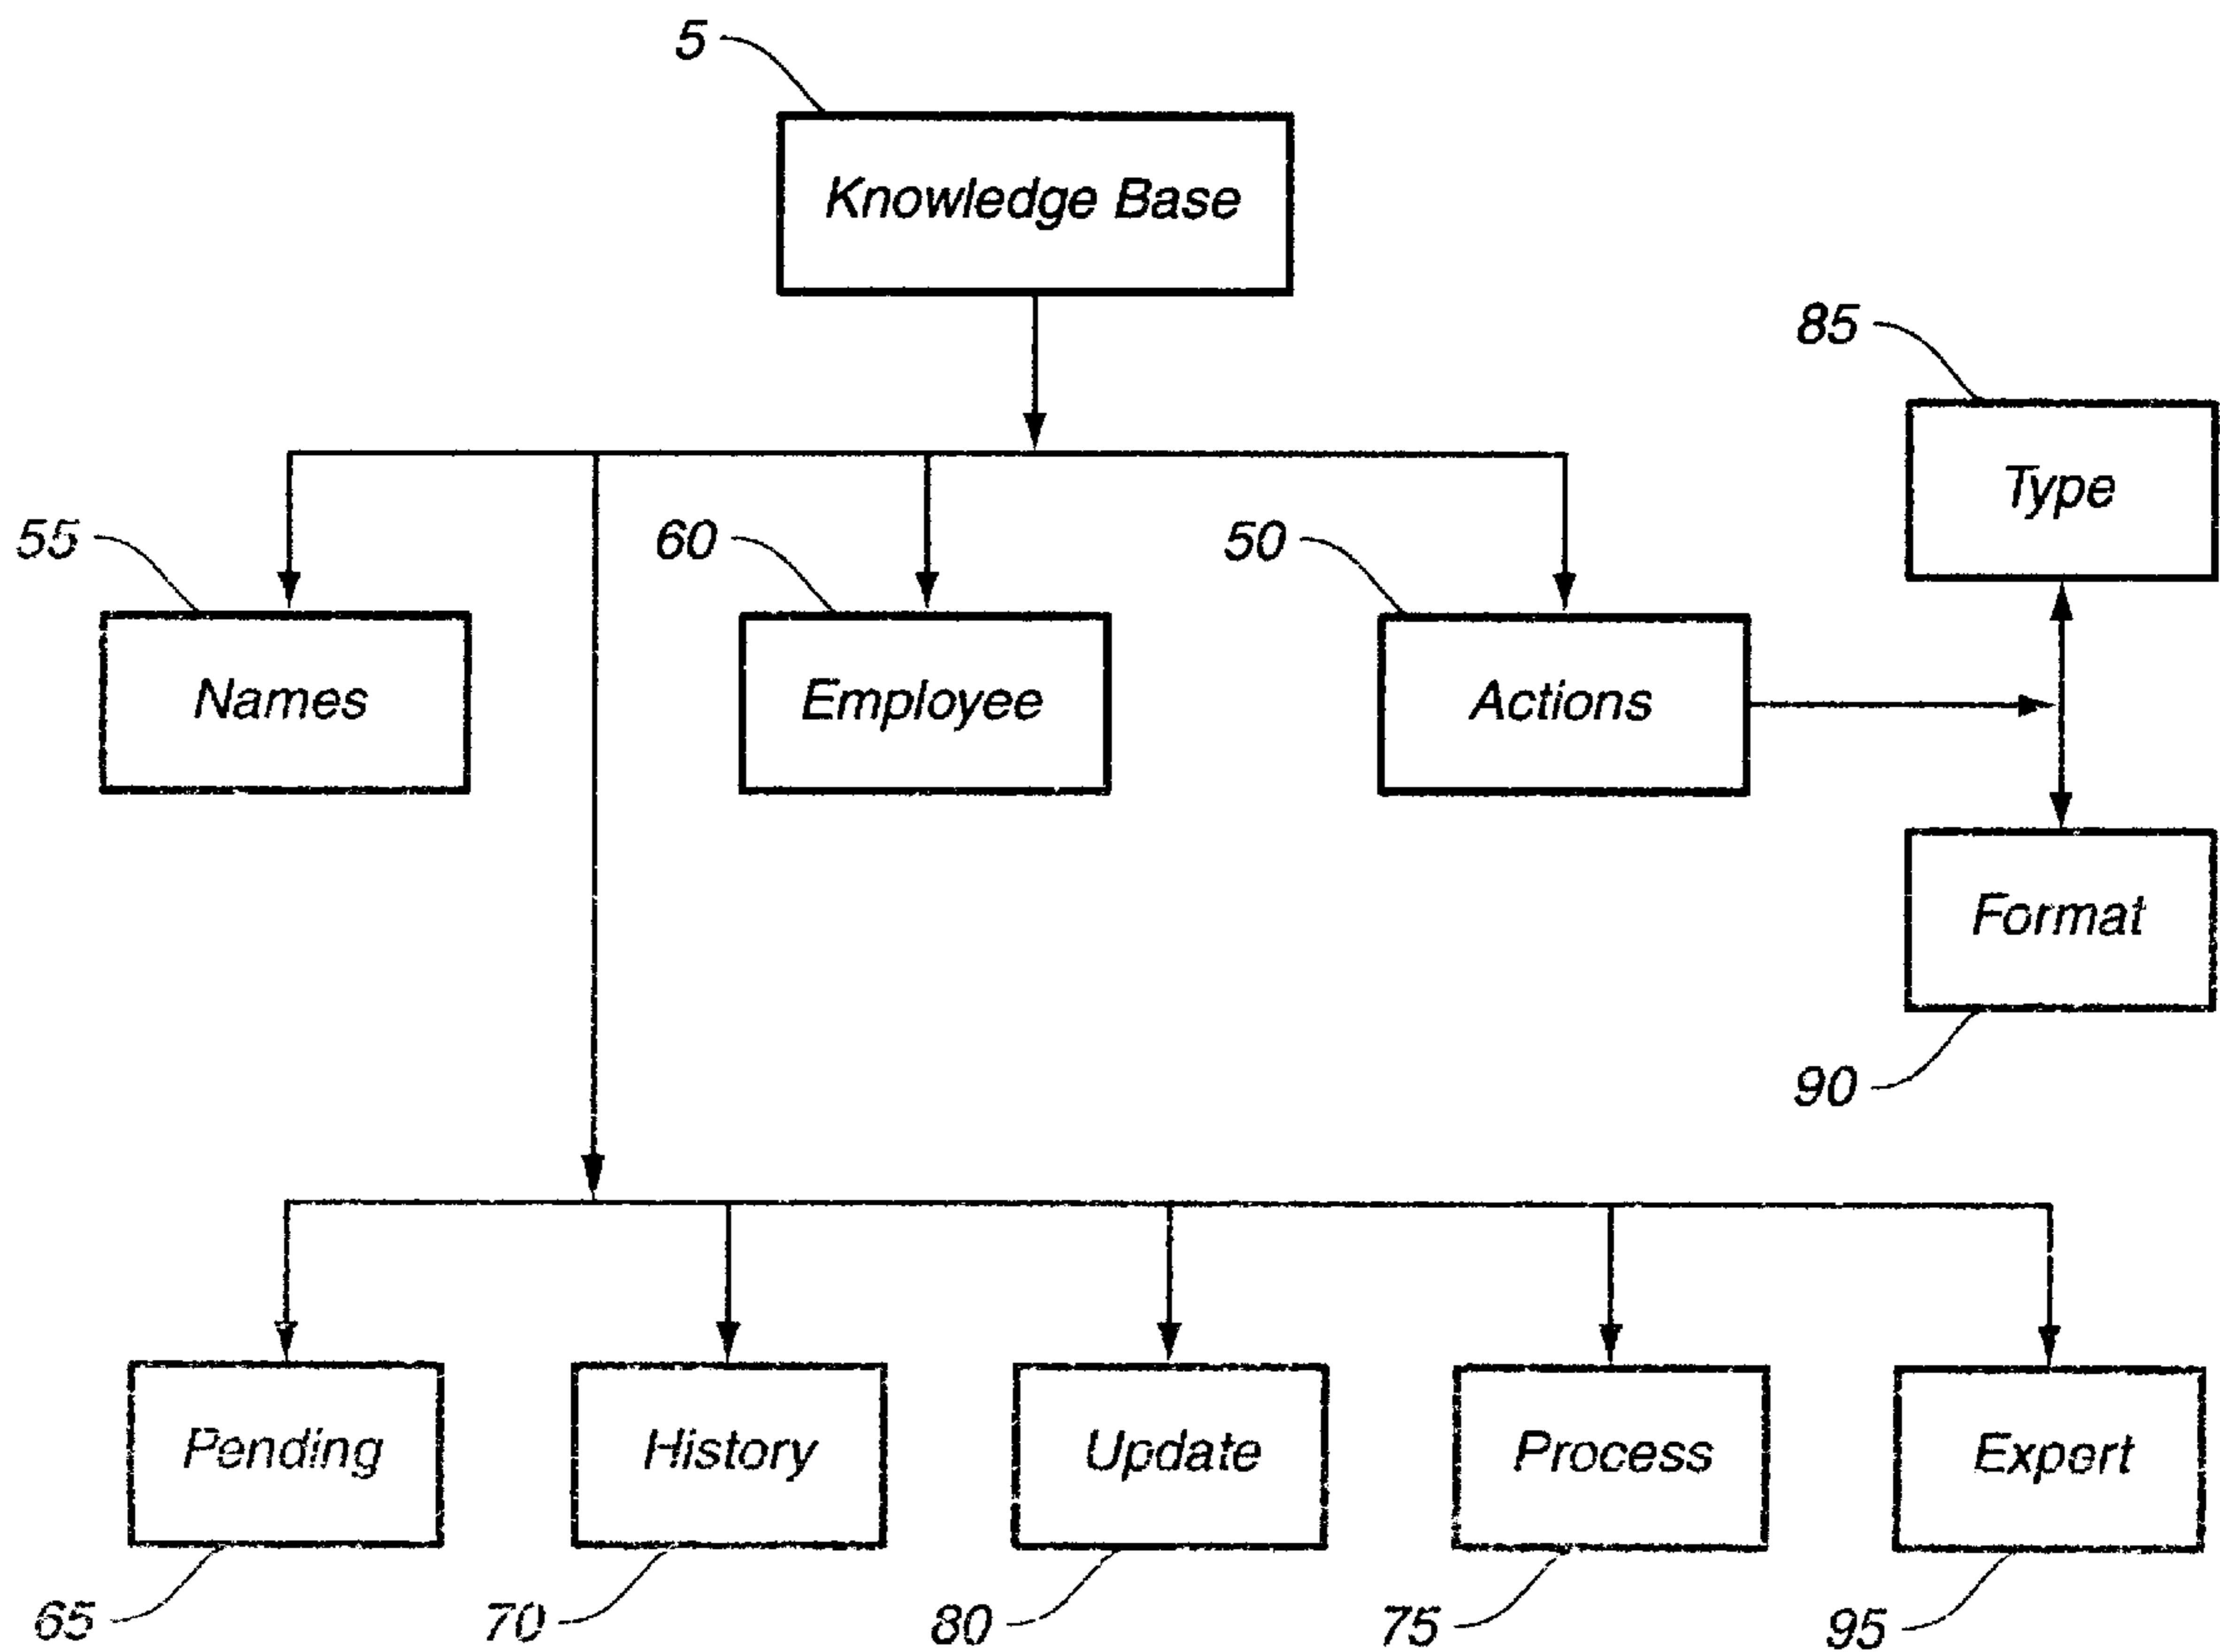 5
Knowledge Base
85
Type
55
60
50
Names
Employee
Actions
Format
90
Pending
History
Update
Process
Expert
65
70
80
75
95